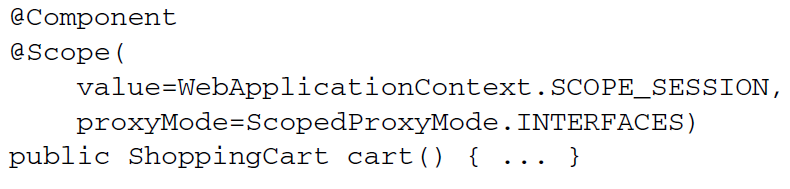 @Component
@Scope(
    value=WebApplicationContext.SCOPE_SESSION,
    proxyMode=ScopedProxyMode.INTERFACES)
public ShoppingCart cart() { ... }